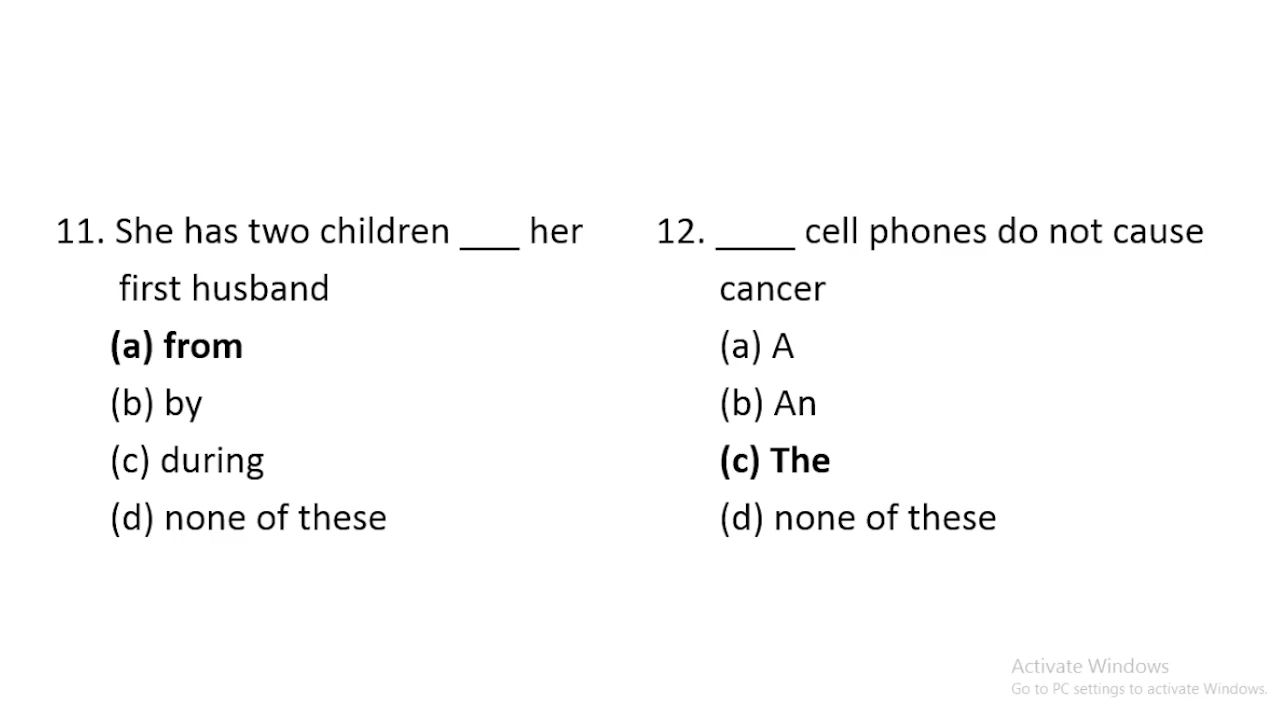 11. She has two children ___ her
first husband
(a) from
(b) by
(c) during
(d) none of these
12. ____ cell phones do not cause
cancer
(a) A
(b) An
(c) The
(d) none of these
Activate Windows
Go to PC settings to activate Windows.